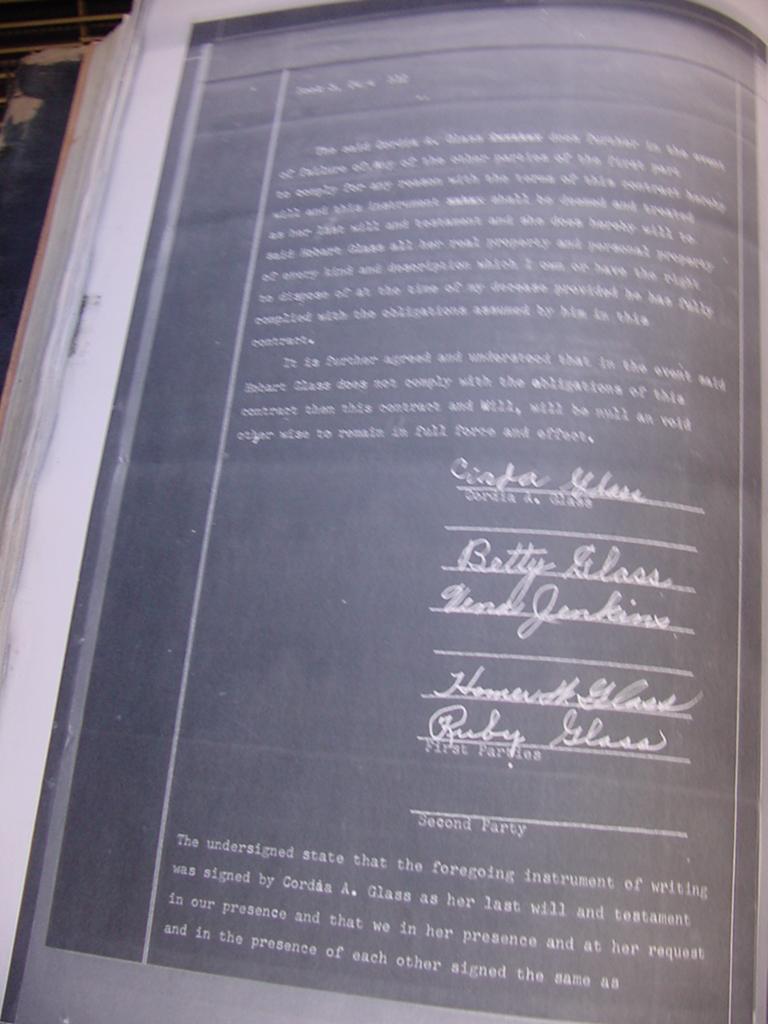 The said Cordia A. Glass does further in the event
of failure of any of the other parties of the first part
to comply for any reason with the terms of this contract hereby
will and this instrument shall be deemed and treated
as her last will and testament and she does hereby will to
said Hobart Glass all her real property and personal property
of every kind and description which I own or have the right
to dispose of at the time of my decease provided he has fully
complied with the obligations assumed by him in this
contract.
It is further agreed and understood that in the event said
Hobart Glass does not comply with the obligations of this
contract then this contract and Will, will be null an void
other wise to remain in full force and effect.
Glass
Cordia A. Glass
Betty Glass
Jenkins
Homer Glass
Ruby Glass
First Parties
Second Party
The undersigned state that the foregoing instrument of writing
was signed by Cordia A. Glass as her last will and testament
in our presence and that we in her presence and at her request
and in the presence of each other signed the same as